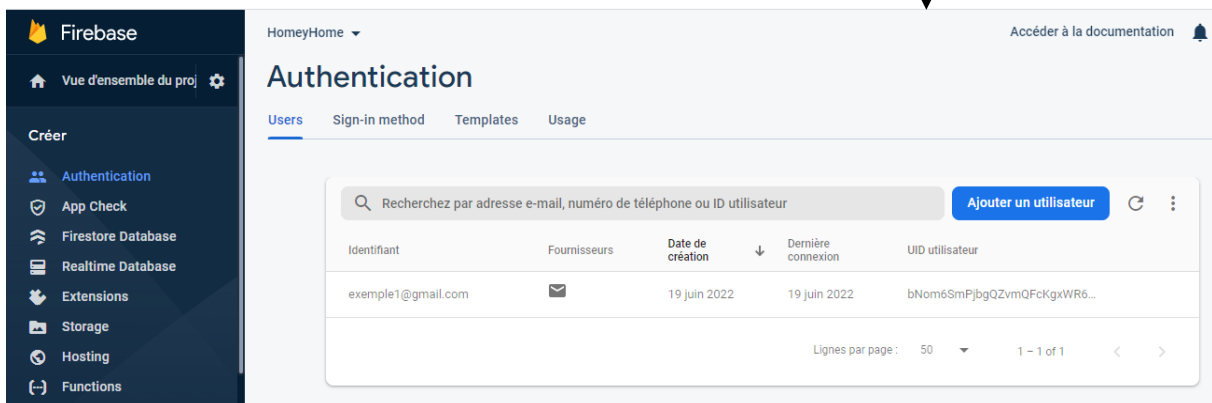 Firebase
HomeyHome
Accéder à la documentation
Vue d'ensemble du proj
Authentication
Users Sign-in method Templates Usage
Créer
Authentication
App Check
Firestore Database
Realtime Database
Extensions
Storage
Hosting
Functions
Recherchez par adresse e-mail, numéro de téléphone ou ID utilisateur
Ajouter un utilisateur
Identifiant Fournisseurs Date de création Dernière connexion UID utilisateur
exemple1@gmail.com 19 juin 2022 19 juin 2022 bNom6SmPjbgQZvmQFcKgxWR6...
Lignes par page : 50 1 – 1 of 1